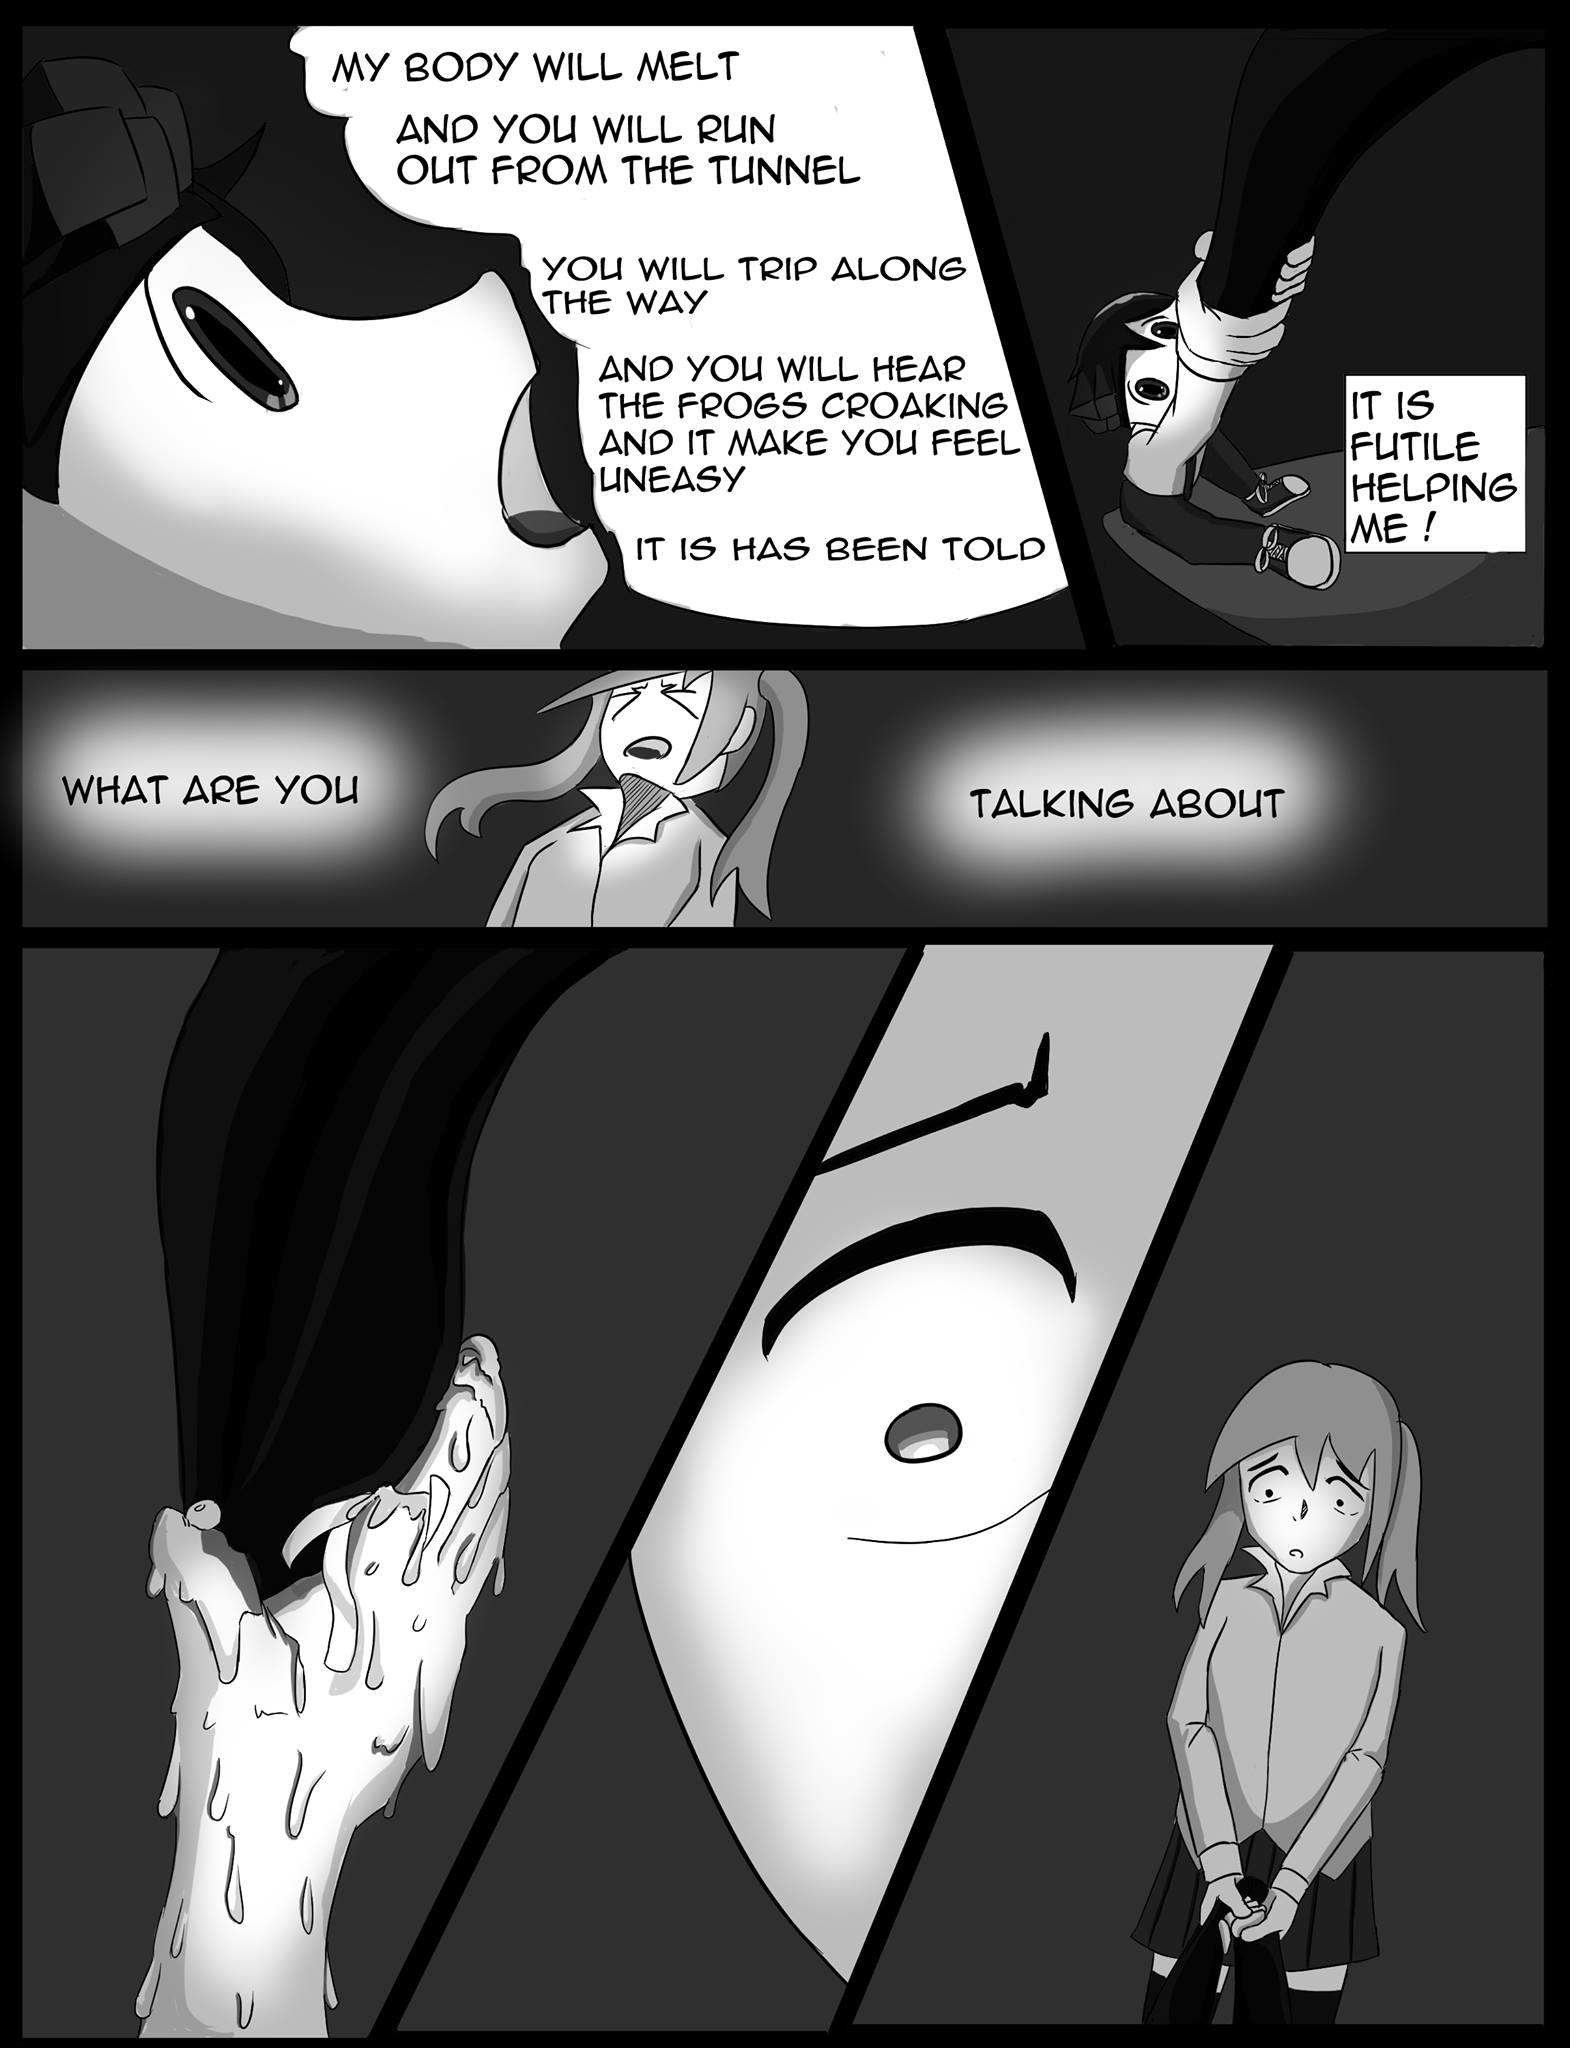 MY BODY WILL MELT
AND YOU WILL RUN
OUT FROM THE TUNNEL
YOU WILL TRIP ALONG
THE WAY
AND YOU WILL HEAR
THE FROGS CROAKING
AND IT MAKE YOU FEEL
UNEASY
IT IS HAS BEEN TOLD
IT IS
FUTILE
HELPING
ME !
WHAT ARE YOU
TALKING ABOUT